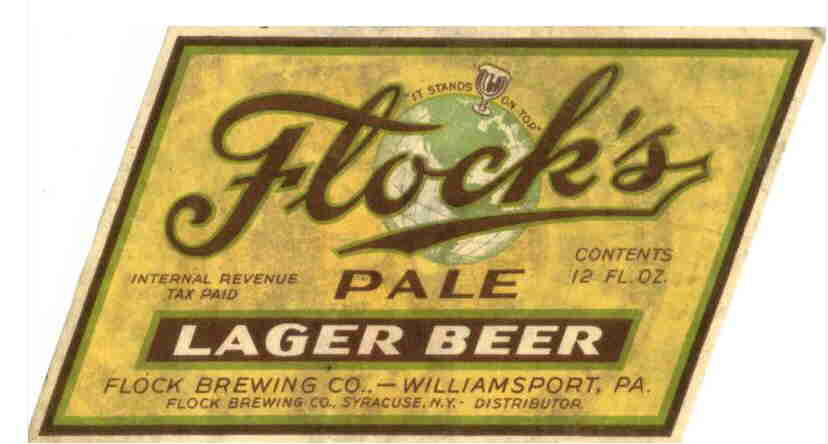 "IT STANDS ON TOP"
Flock's
INTERNAL REVENUE
TAX PAID
PALE
CONTENTS
12 FL. OZ.
LAGER BEER
FLOCK BREWING CO., — WILLIAMSPORT, PA.
FLOCK BREWING CO., SYRACUSE, N.Y. - DISTRIBUTOR